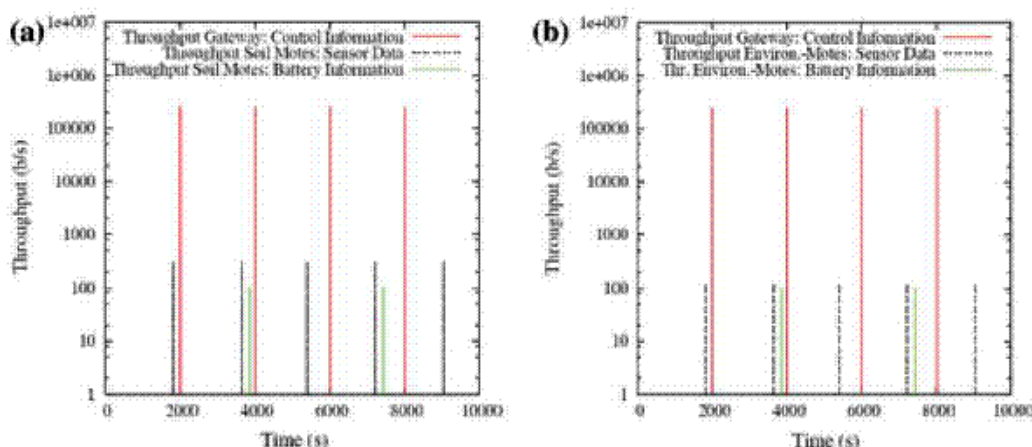 (a)
Throughput Gateway: Control Information
Throughput Soil Motes: Sensor Data
Throughput Soil Motes: Battery Information
1e+007
1e+006
100000
10000
1000
100
10
1
Throughput (b/s)
0 2000 4000 6000 8000 10000
Time (s)
(b)
Throughput Gateway: Control Information
Throughput Environ.-Motes: Sensor Data
Thr. Environ.-Motes: Battery Information
1e+007
1e+006
100000
10000
1000
100
10
1
Throughput (b/s)
0 2000 4000 6000 8000 10000
Time (s)